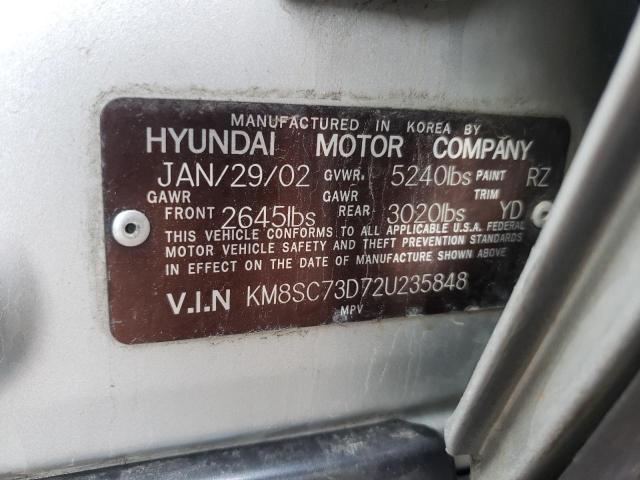 MANUFACTURED IN KOREA BY
HYUNDAI MOTOR COMPANY
JAN/29/02 GVWR. 5240lbs PAINT RZ
GAWR GAWR TRIM
FRONT 2645lbs REAR 3020lbs YD
THIS VEHICLE CONFORMS TO ALL APPLICABLE U.S.A. FEDERAL
MOTOR VEHICLE SAFETY AND THEFT PREVENTION STANDARDS
IN EFFECT ON THE DATE OF MANUFACTURE SHOWN ABOVE
V.I.N KM8SC73D72U235848
MPV